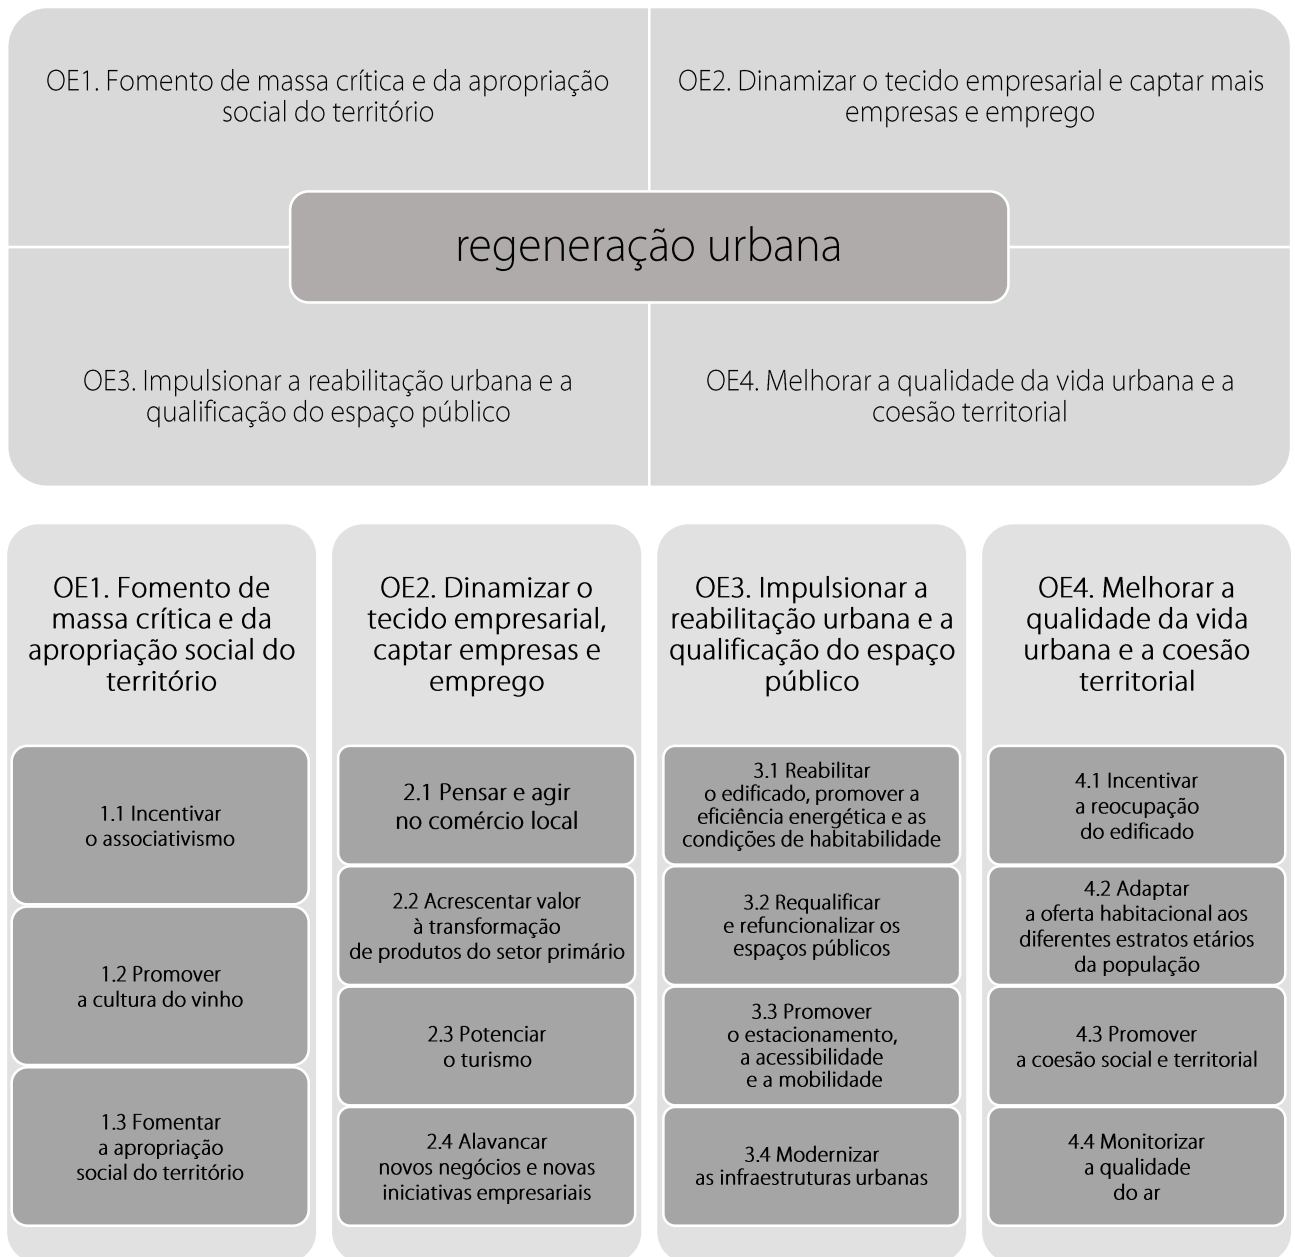 OE1. Fomento de massa crítica e da apropriação
social do território
OE2. Dinamizar o tecido empresarial e captar mais
empresas e emprego
regeneração urbana
OE3. Impulsionar a reabilitação urbana e a
qualificação do espaço público
OE4. Melhorar a qualidade da vida urbana e a
coesão territorial
OE1. Fomento de
massa crítica e da
apropriação social do
território
1.1 Incentivar
o associativismo
1.2 Promover
a cultura do vinho
1.3 Fomentar
a apropriação
social do território
OE2. Dinamizar o
tecido empresarial,
captar empresas e
emprego
2.1 Pensar e agir
no comércio local
2.2 Acrescentar valor
à transformação
de produtos do setor primário
2.3 Potenciar
o turismo
2.4 Alavancar
novos negócios e novas
iniciativas empresariais
OE3. Impulsionar a
reabilitação urbana e a
qualificação do espaço
público
3.1 Reabilitar
o edificado, promover a
eficiência energética e as
condições de habitabilidade
3.2 Requalificar
e refuncionalizar os
espaços públicos
3.3 Promover
o estacionamento,
a acessibilidade
e a mobilidade
3.4 Modernizar
as infraestruturas urbanas
OE4. Melhorar a
qualidade da vida
urbana e a coesão
territorial
4.1 Incentivar
a reocupação
do edificado
4.2 Adaptar
a oferta habitacional aos
diferentes estratos etários
da população
4.3 Promover
a coesão social e territorial
4.4 Monitorizar
a qualidade
do ar